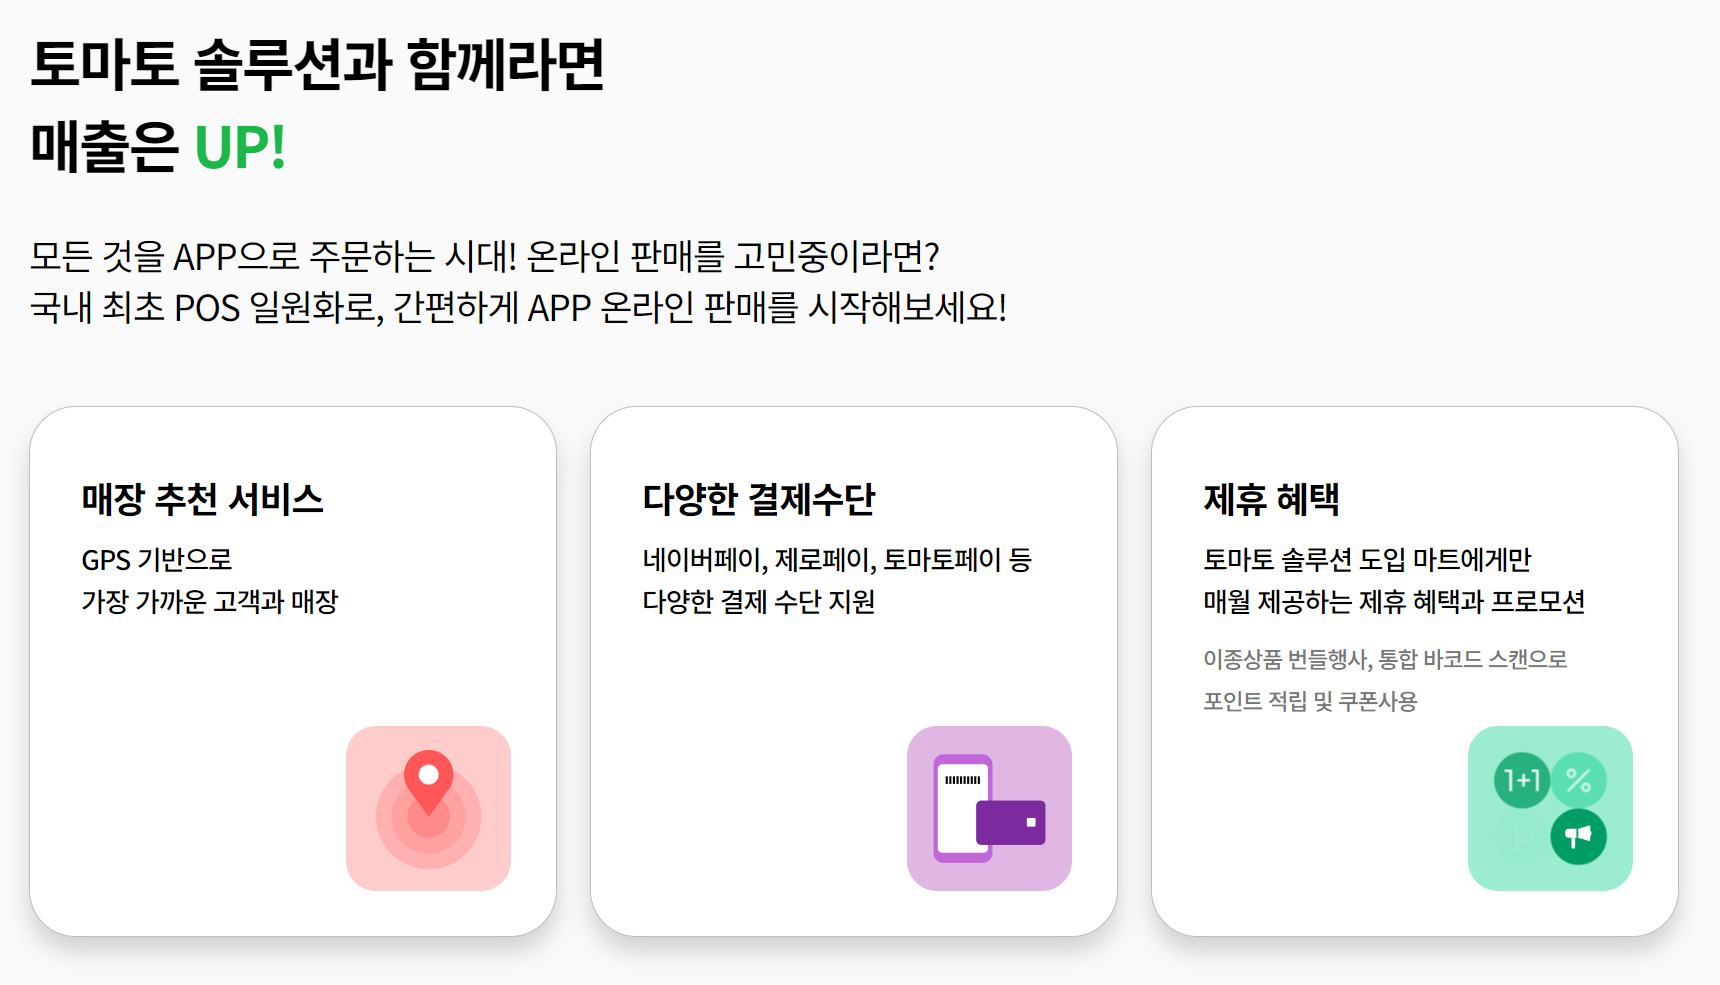 토마토 솔루션과 함께라면
매출은 UP!
모든 것을 APP으로 주문하는 시대! 온라인 판매를 고민중이라면?
국내 최초 POS 일원화로, 간편하게 APP 온라인 판매를 시작해보세요!
매장 추천 서비스
GPS 기반으로
가장 가까운 고객과 매장
다양한 결제수단
네이버페이, 제로페이, 토마토페이 등
다양한 결제 수단 지원
제휴 혜택
토마토 솔루션 도입 마트에게만
매월 제공하는 제휴 혜택과 프로모션
이종상품 번들행사, 통합 바코드 스캔으로
포인트 적립 및 쿠폰사용
1+1
%
P